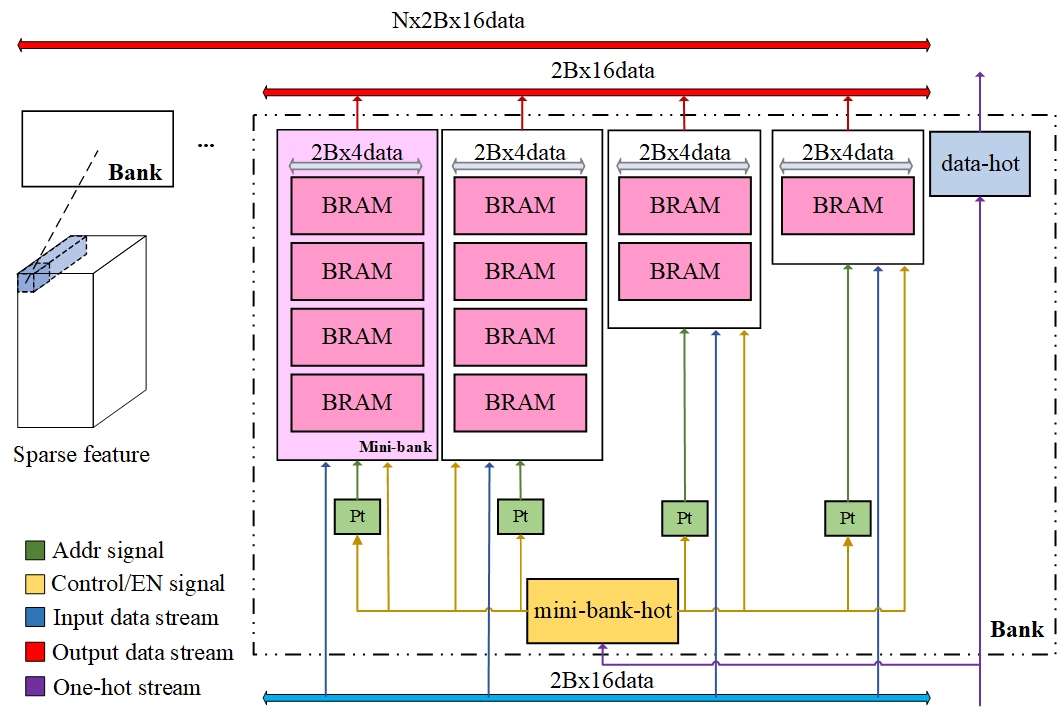 Nx2Bx16data
2Bx16data
Bank
...
2Bx4data
2Bx4data
2Bx4data
2Bx4data
data-hot
BRAM
BRAM
BRAM
BRAM
BRAM
BRAM
BRAM
BRAM
BRAM
BRAM
BRAM
Mini-bank
Sparse feature
Pt
Pt
Pt
Pt
Addr signal
Control/EN signal
Input data stream
Output data stream
One-hot stream
mini-bank-hot
Bank
2Bx16data